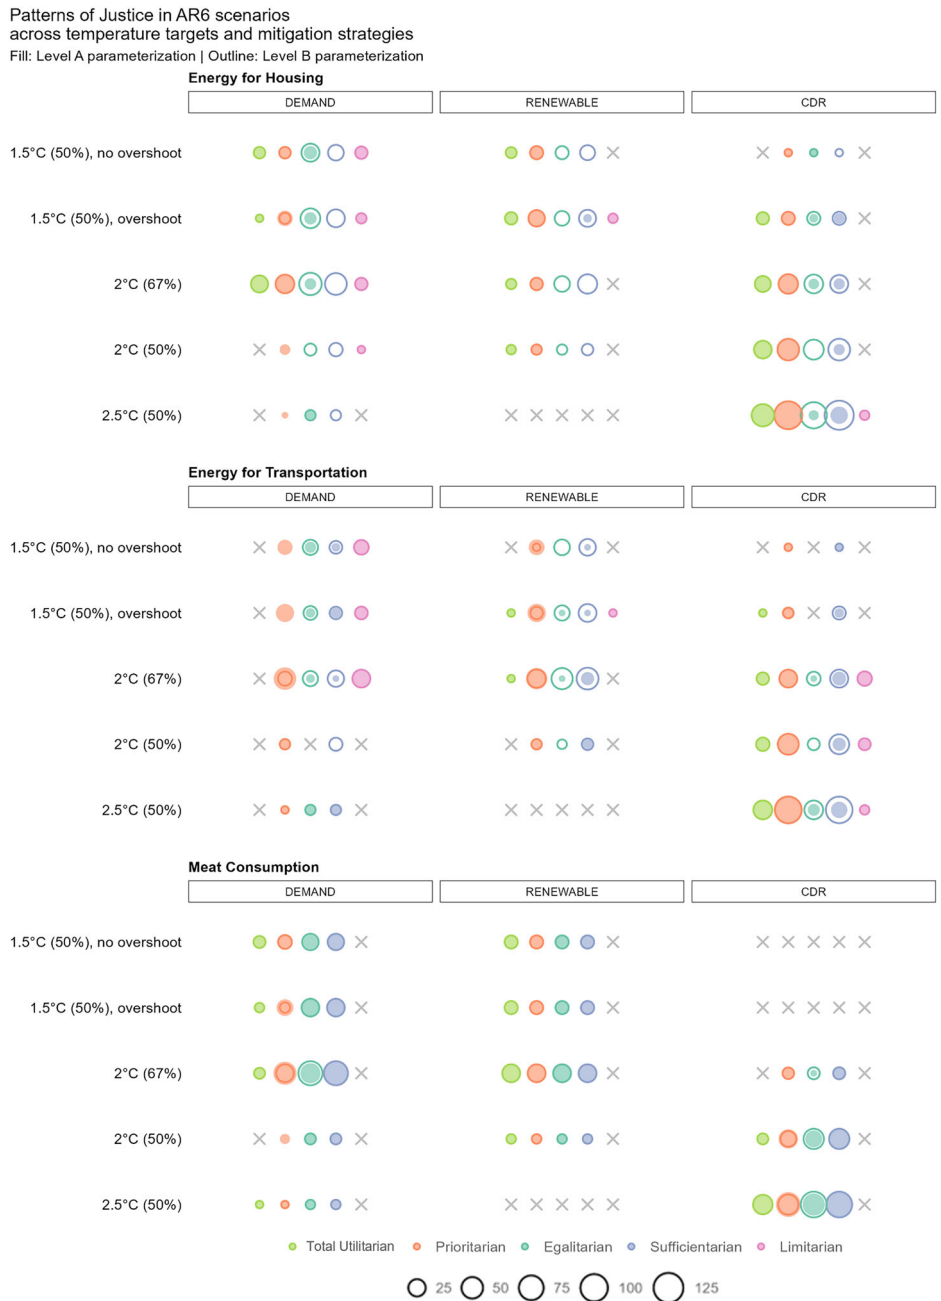 Patterns of Justice in AR6 scenarios
across temperature targets and mitigation strategies
Fill: Level A parameterization | Outline: Level B parameterization
Energy for Housing
DEMAND RENEWABLE CDR
1.5°C (50%), no overshoot
1.5°C (50%), overshoot
2°C (67%)
2°C (50%)
2.5°C (50%)
Energy for Transportation
DEMAND RENEWABLE CDR
1.5°C (50%), no overshoot
1.5°C (50%), overshoot
2°C (67%)
2°C (50%)
2.5°C (50%)
Meat Consumption
DEMAND RENEWABLE CDR
1.5°C (50%), no overshoot
1.5°C (50%), overshoot
2°C (67%)
2°C (50%)
2.5°C (50%)
Total Utilitarian Prioritarian Egalitarian Sufficientarian Limitarian
25 50 75 100 125